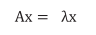 Ax = λx